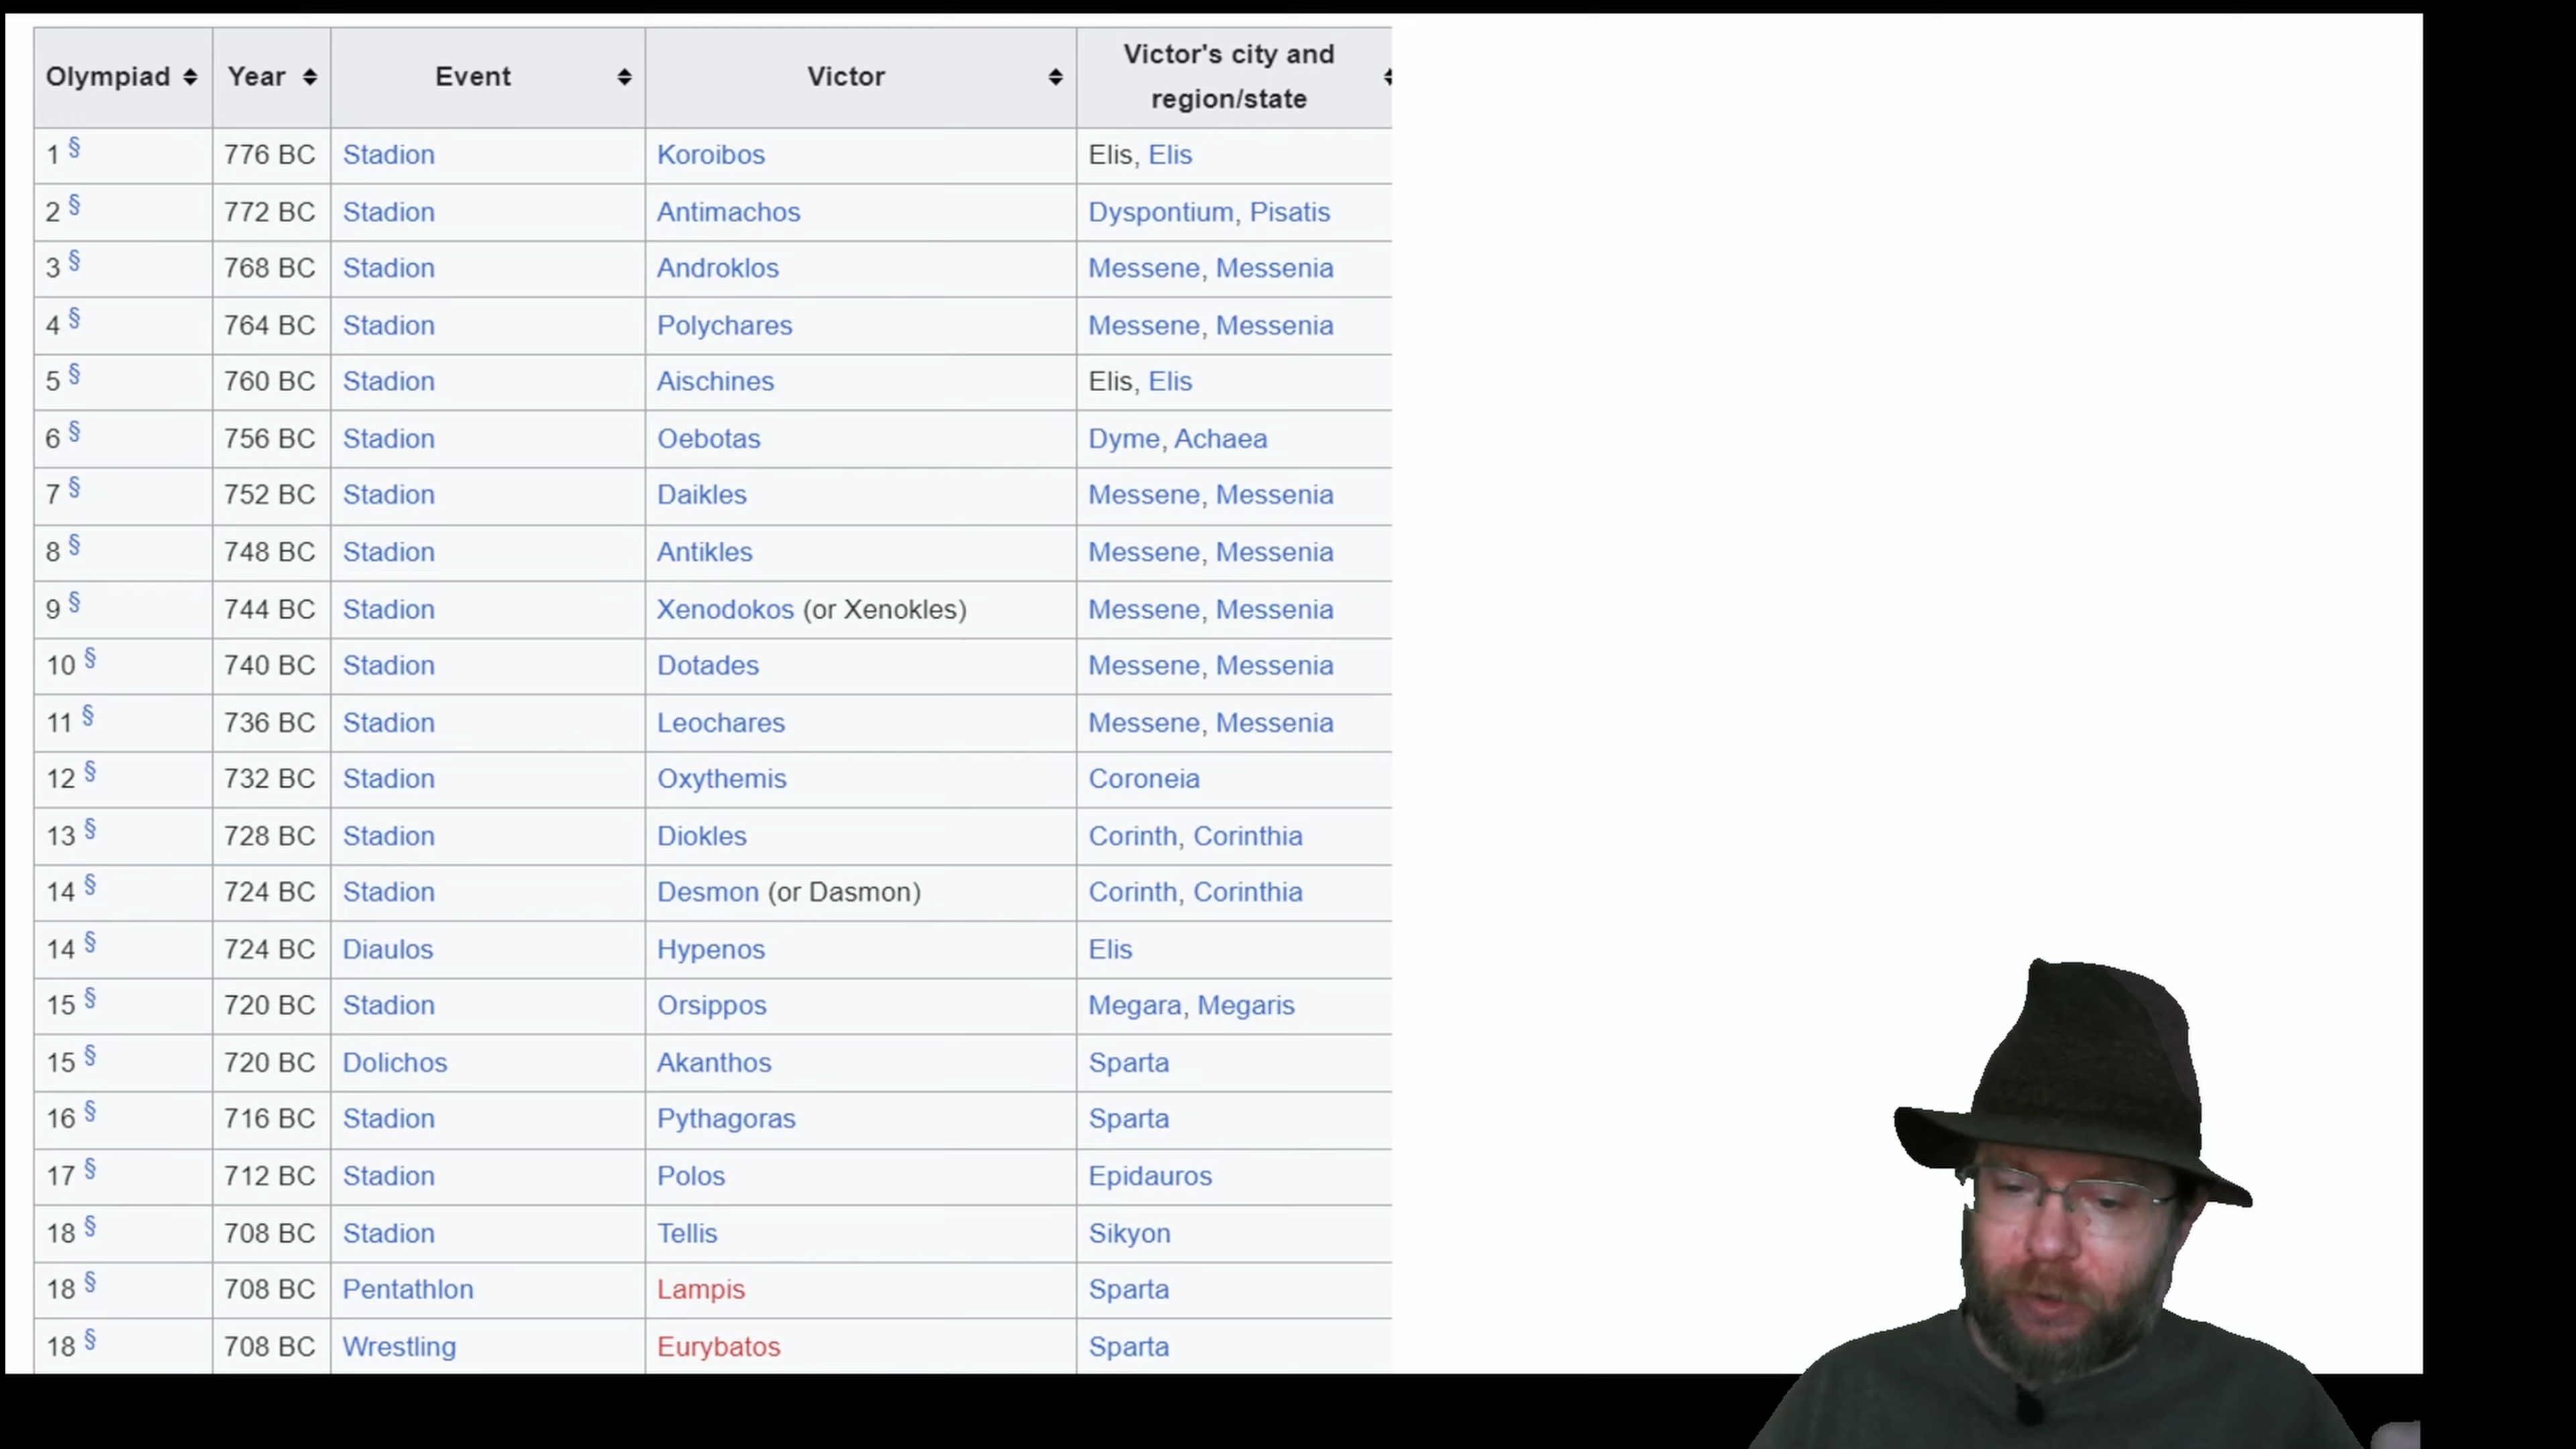 Olympiad Year Event Victor Victor's city and region/state
1 § 776 BC Stadion Koroibos Elis, Elis
2 § 772 BC Stadion Antimachos Dyspontium, Pisatis
3 § 768 BC Stadion Androklos Messene, Messenia
4 § 764 BC Stadion Polychares Messene, Messenia
5 § 760 BC Stadion Aischines Elis, Elis
6 § 756 BC Stadion Oebotas Dyme, Achaea
7 § 752 BC Stadion Daikles Messene, Messenia
8 § 748 BC Stadion Antikles Messene, Messenia
9 § 744 BC Stadion Xenodokos (or Xenokles) Messene, Messenia
10 § 740 BC Stadion Dotades Messene, Messenia
11 § 736 BC Stadion Leochares Messene, Messenia
12 § 732 BC Stadion Oxythemis Coroneia
13 § 728 BC Stadion Diokles Corinth, Corinthia
14 § 724 BC Stadion Desmon (or Dasmon) Corinth, Corinthia
14 § 724 BC Diaulos Hypenos Elis
15 § 720 BC Stadion Orsippos Megara, Megaris
15 § 720 BC Dolichos Akanthos Sparta
16 § 716 BC Stadion Pythagoras Sparta
17 § 712 BC Stadion Polos Epidauros
18 § 708 BC Stadion Tellis Sikyon
18 § 708 BC Pentathlon Lampis Sparta
18 § 708 BC Wrestling Eurybatos Sparta